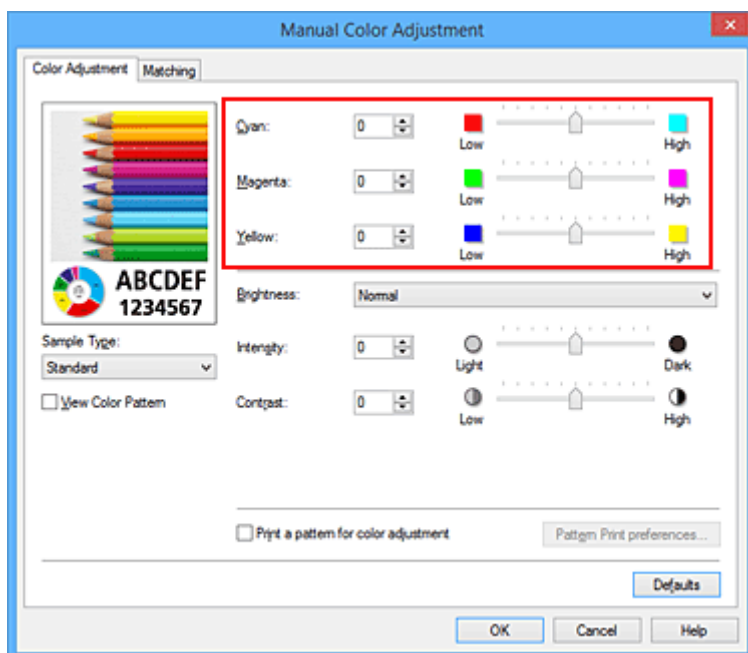 Manual Color Adjustment
Color Adjustment Matching
Cyan: 0 Low High
Magenta: 0 Low High
Yellow: 0 Low High
ABCDEF
1234567
Brightness: Normal
Sample Type:
Standard
Intensity: 0 Light Dark
View Color Pattern
Contrast: 0 Low High
Print a pattern for color adjustment Pattern Print preferences...
Defaults
OK Cancel Help